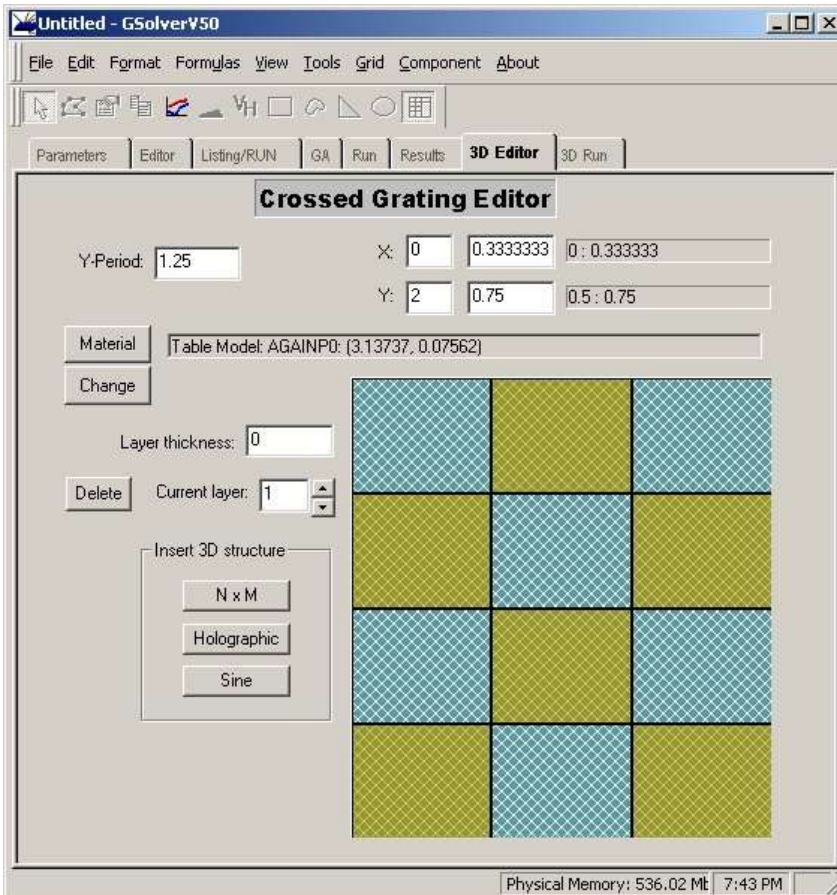 Untitled - GSolverV50
File Edit Format Formulas View Tools Grid Component About
VH
Parameters Editor Listing/RUN GA Run Results 3D Editor 3D Run
Crossed Grating Editor
Y-Period: 1.25 X: 0 0.3333333 0 : 0.333333
Y: 2 0.75 0.5 : 0.75
Material Table Model: AGAINP0: (3.13737, 0.07562)
Change
Layer thickness: 0
Delete Current layer: 1
Insert 3D structure
N x M
Holographic
Sine
Physical Memory: 536.02 Mb 7:43 PM